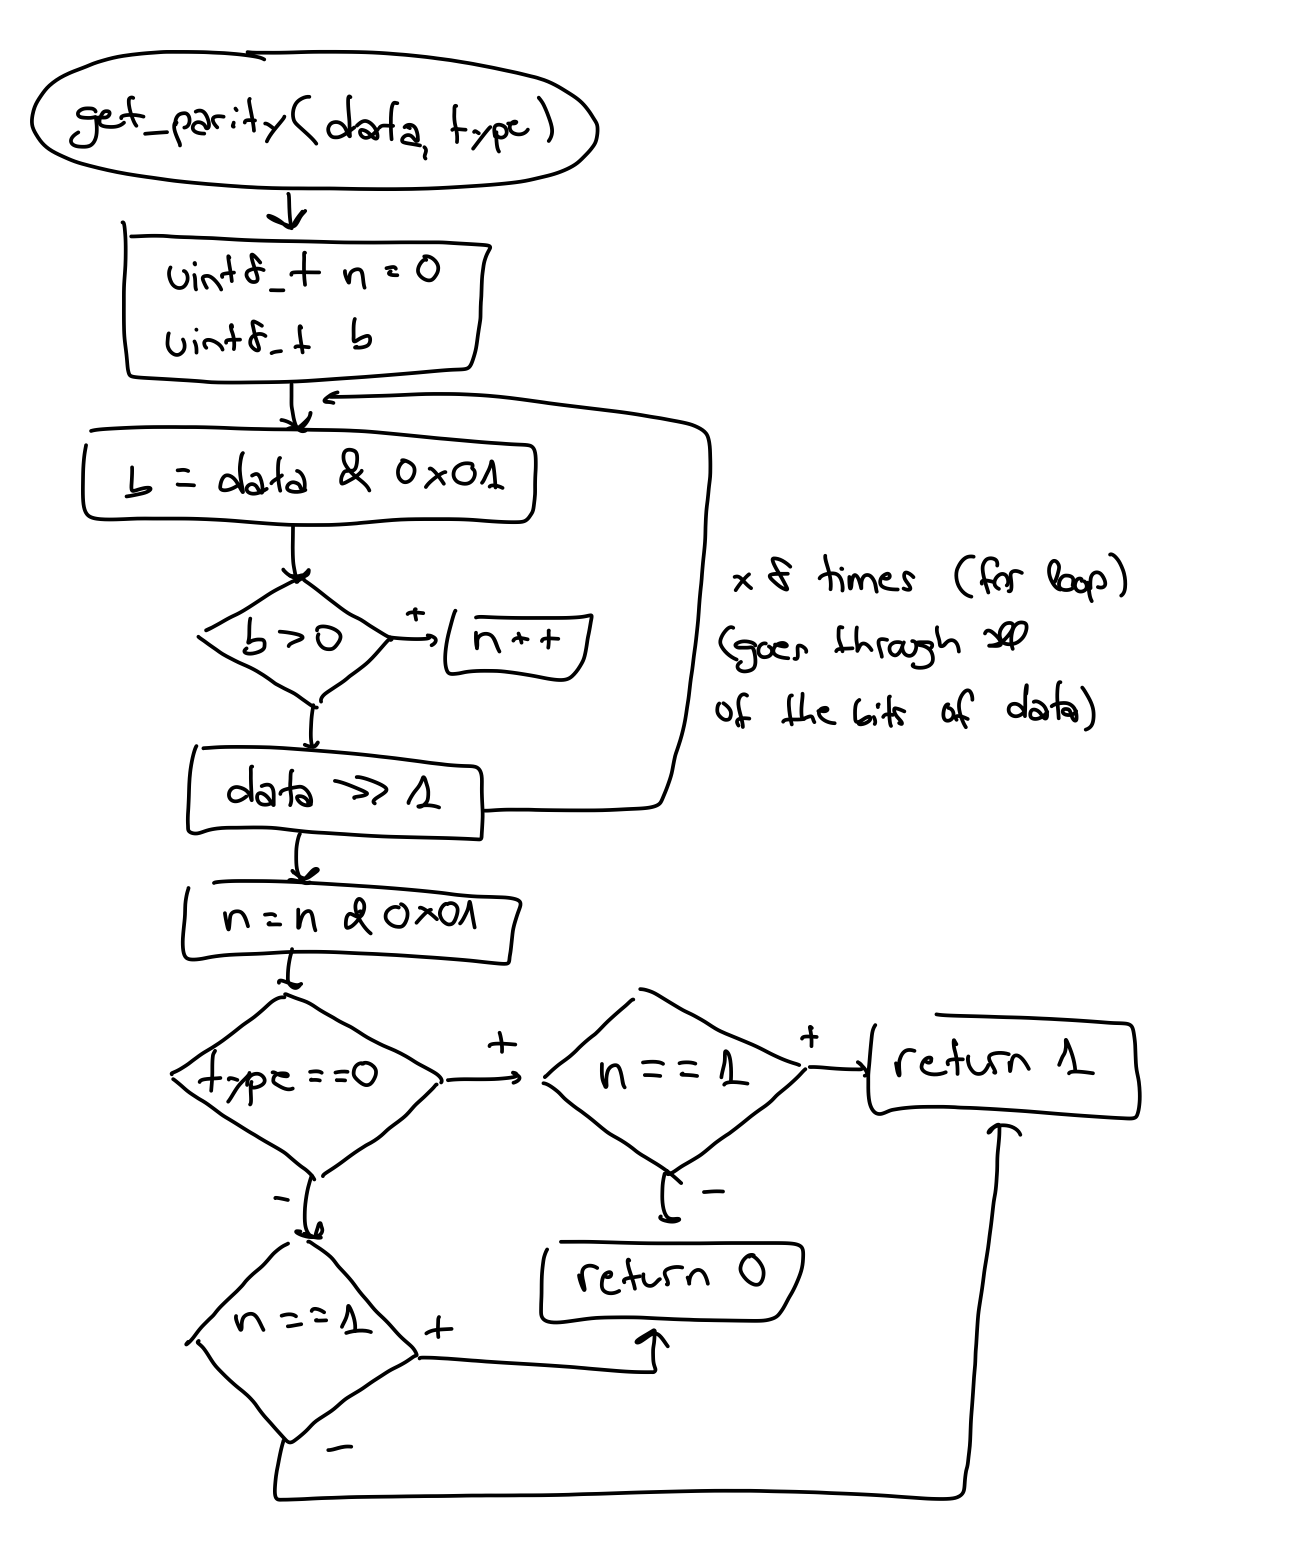 get_parity(data, type)
uint8_t n = 0
uint8_t b
b = data & 0x01
b > 0
+
n++
x 8 times (for loop)
(goes through all
of the bits of data)
data >> 1
n = n & 0x01
type == 0
+
n == 1
+
return 1
-
-
return 0
n == 1
+
-